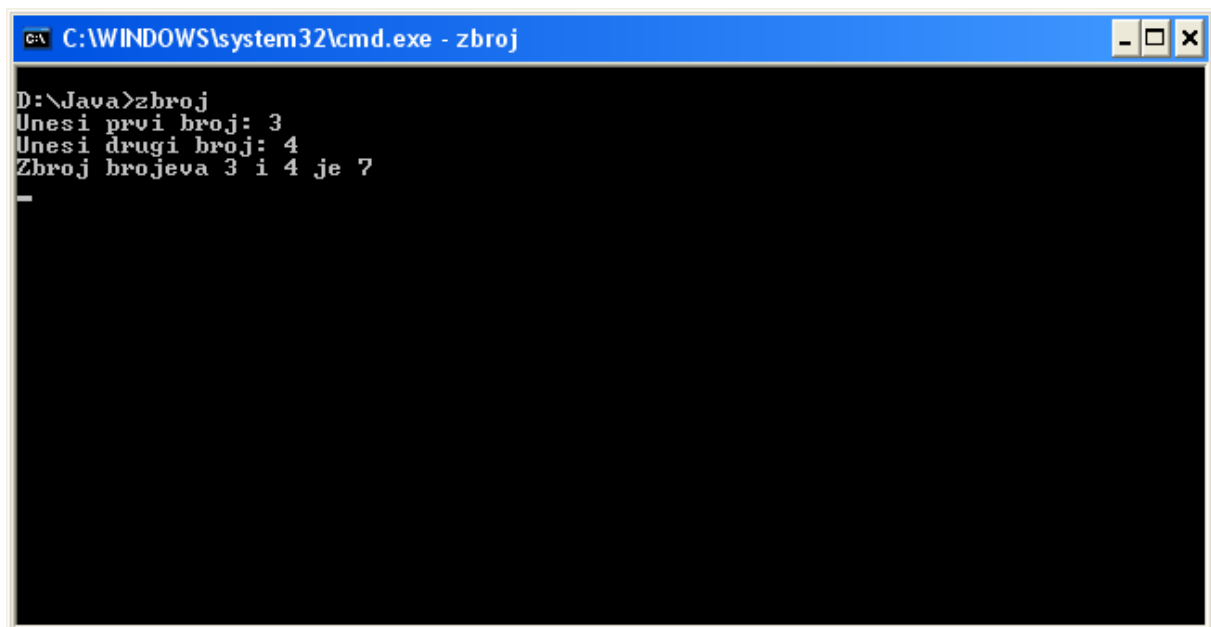 C:\WINDOWS\system32\cmd.exe - zbroj
D:\Java>zbroj
Unesi prvi broj: 3
Unesi drugi broj: 4
Zbroj brojeva 3 i 4 je 7